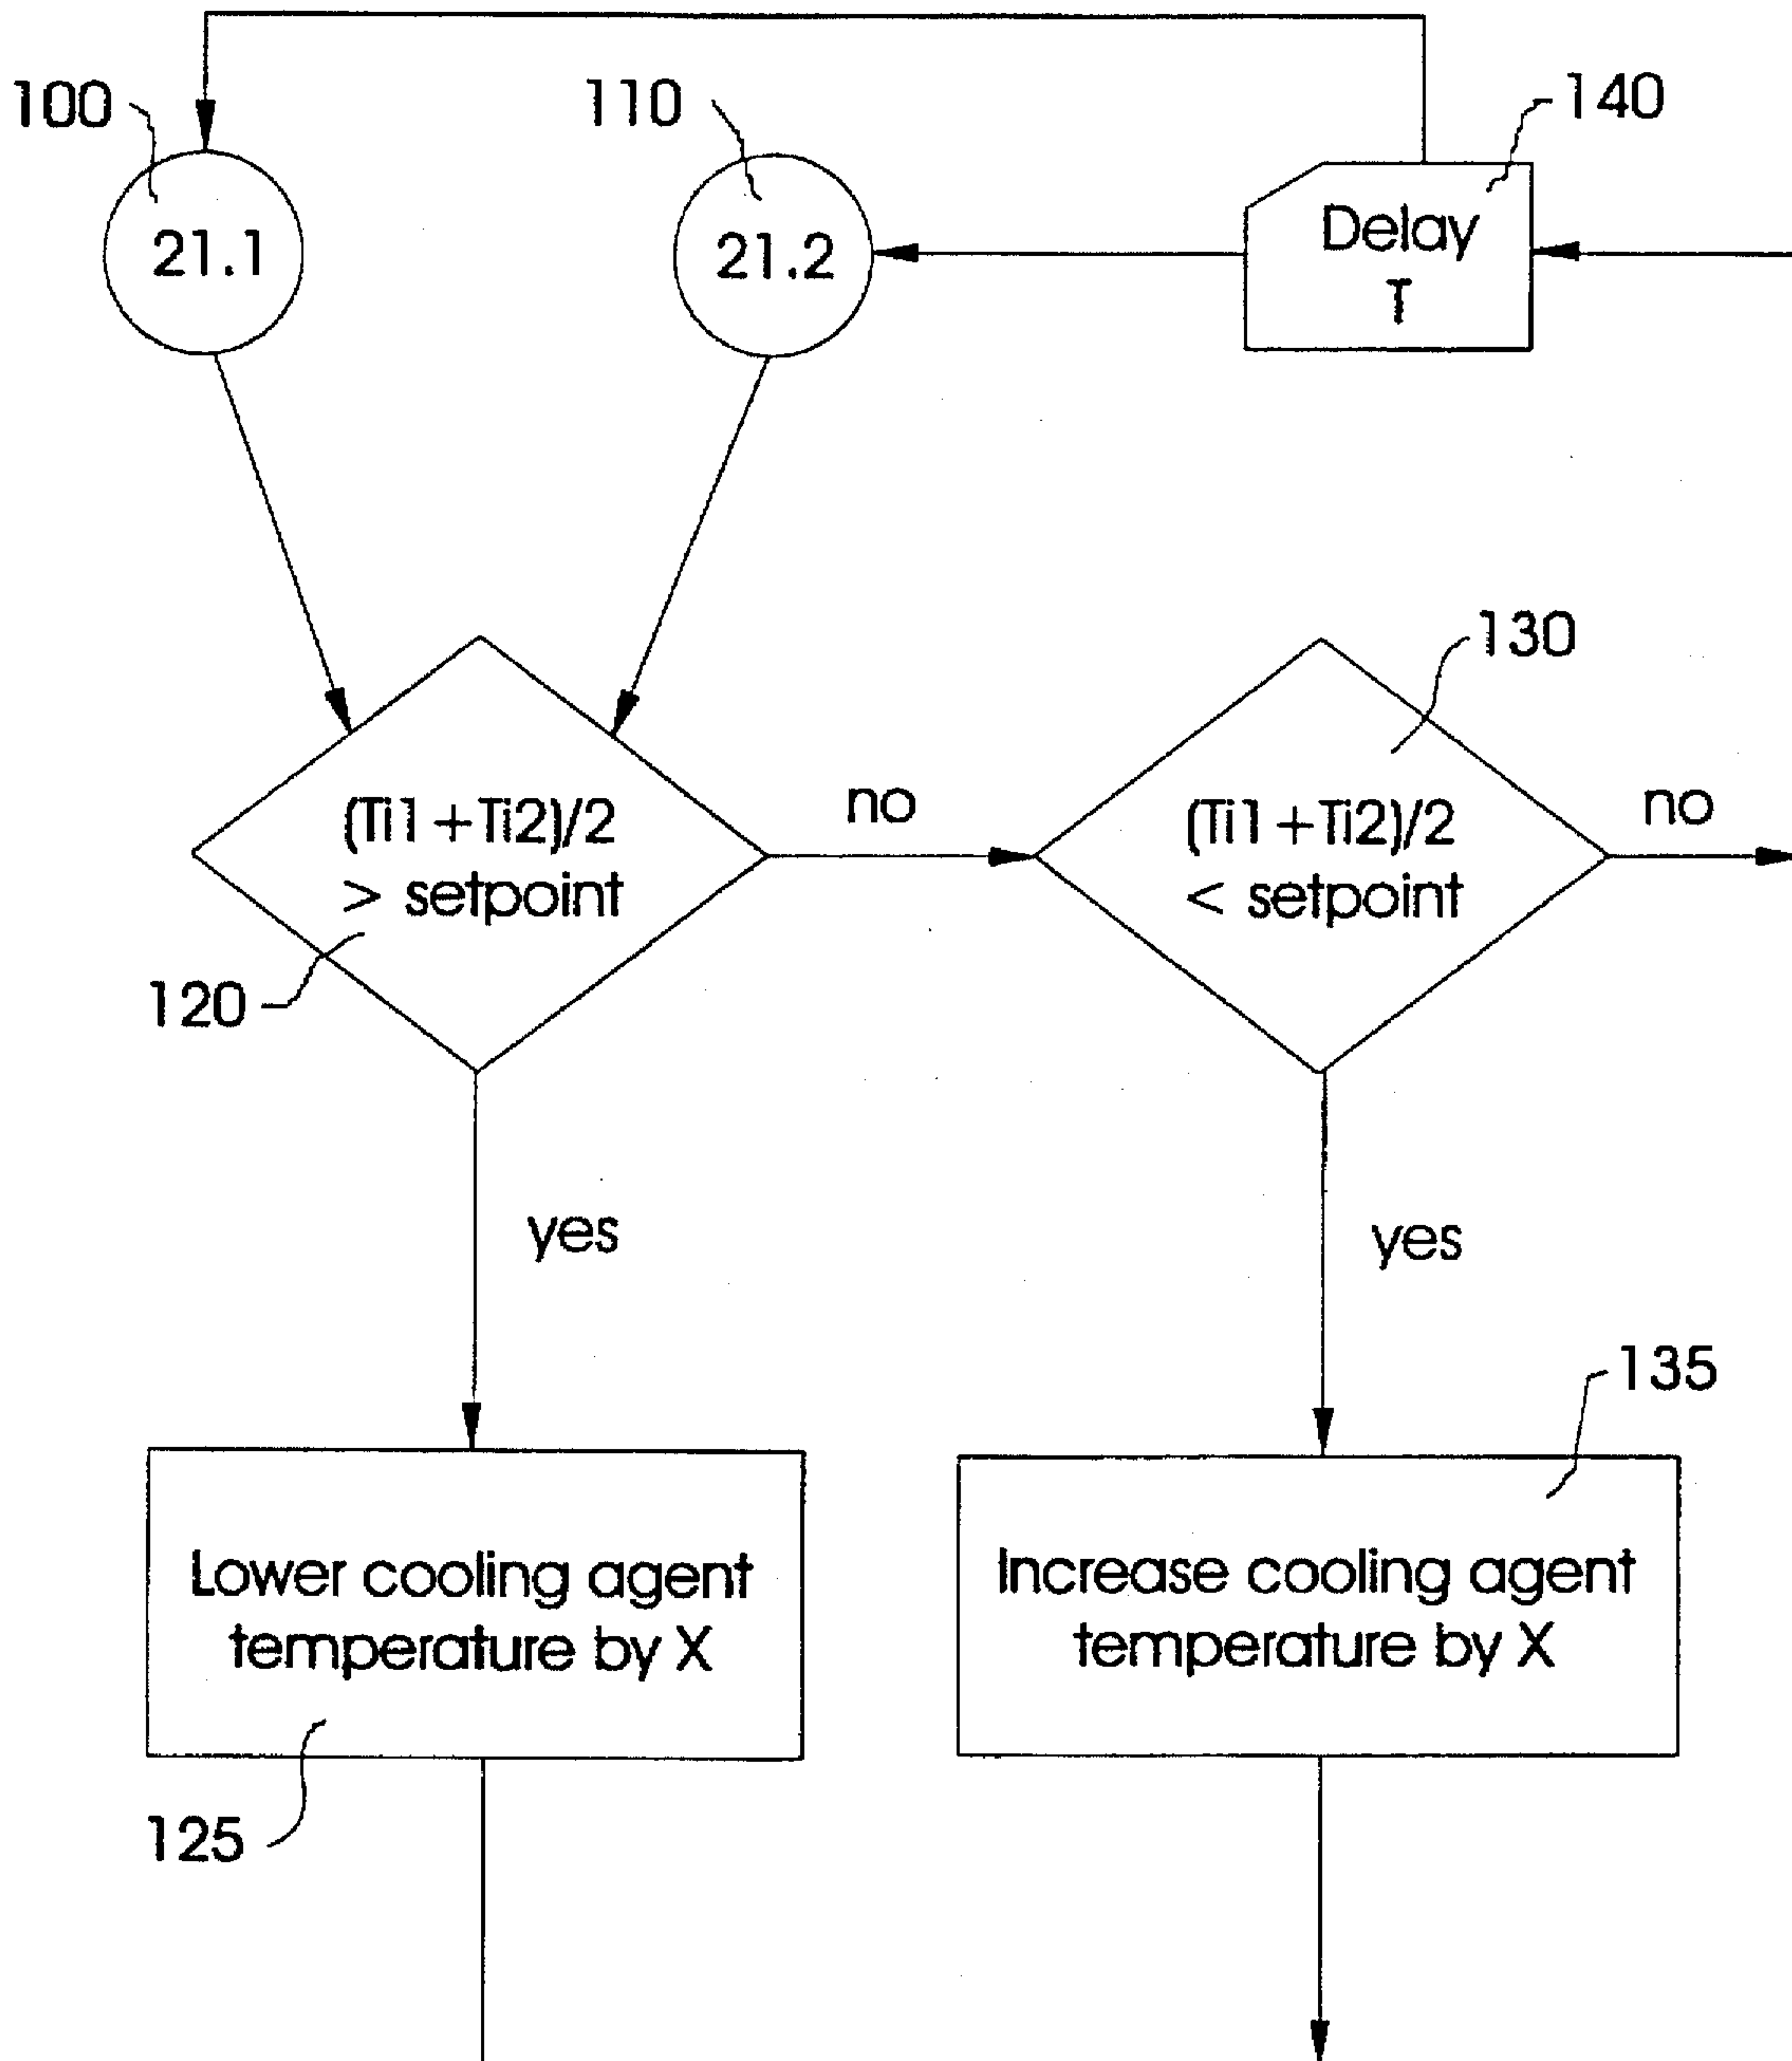 100
110
140
21.1
21.2
Delay
T
130
(Ti1+Ti2)/2
> setpoint
no
(Ti1+Ti2)/2
< setpoint
no
120
yes
yes
135
Lower cooling agent
temperature by X
Increase cooling agent
temperature by X
125